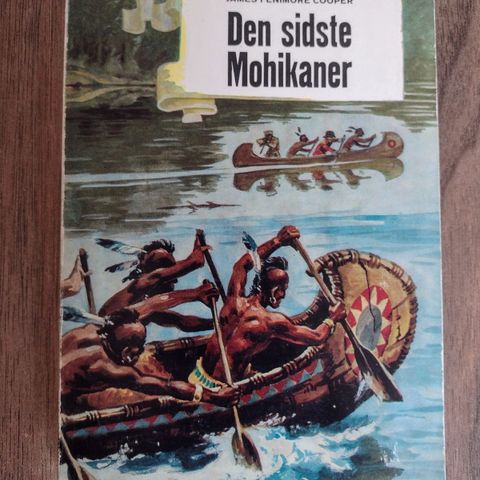 JAMES FENIMORE COOPER
Den sidste
Mohikaner